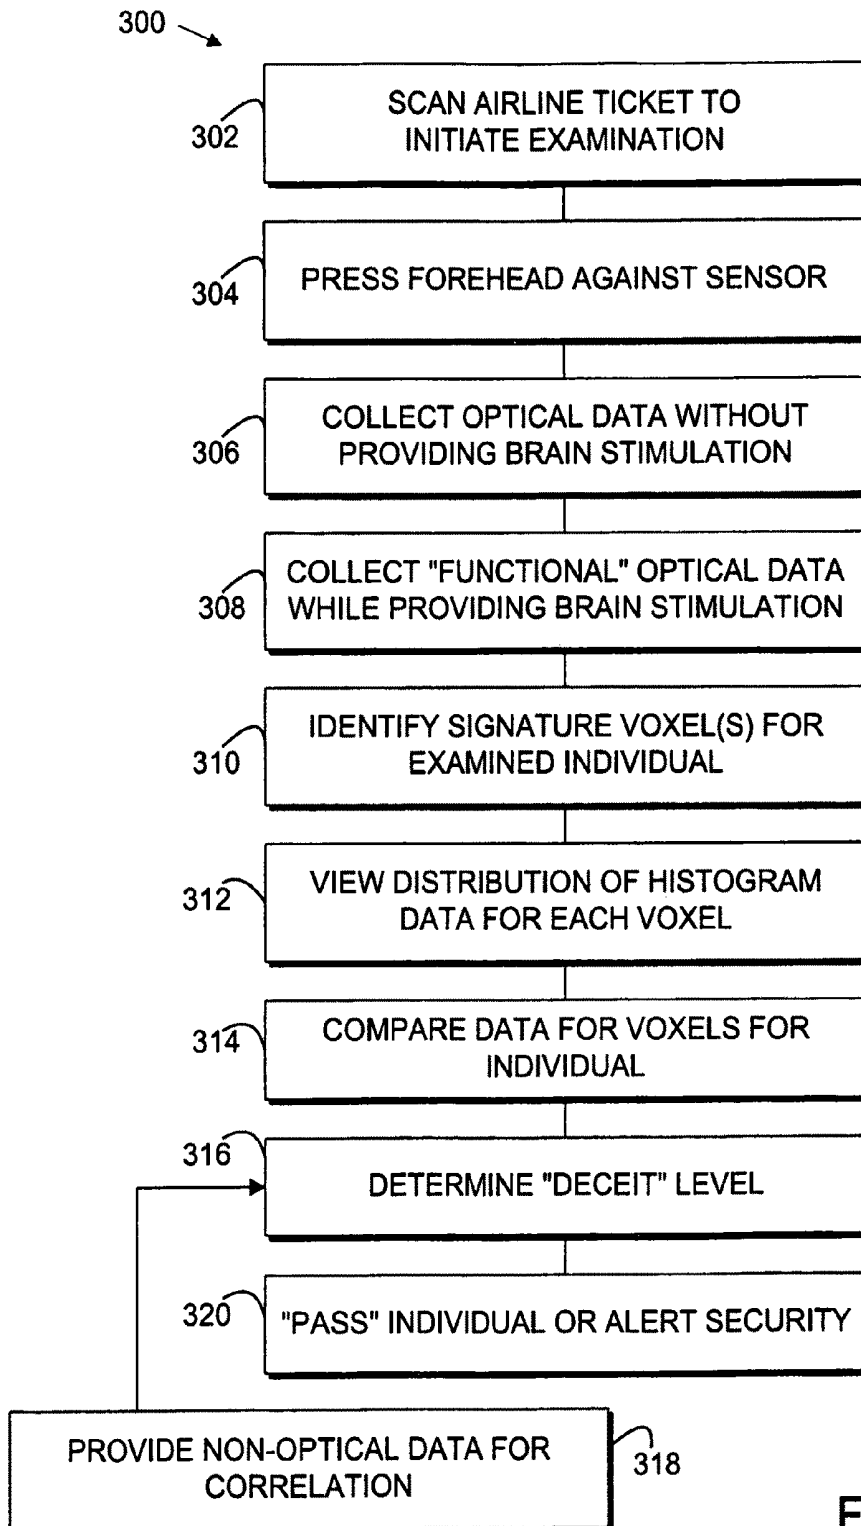 300
302
SCAN AIRLINE TICKET TO
INITIATE EXAMINATION
304
PRESS FOREHEAD AGAINST SENSOR
306
COLLECT OPTICAL DATA WITHOUT
PROVIDING BRAIN STIMULATION
308
COLLECT "FUNCTIONAL" OPTICAL DATA
WHILE PROVIDING BRAIN STIMULATION
310
IDENTIFY SIGNATURE VOXEL(S) FOR
EXAMINED INDIVIDUAL
312
VIEW DISTRIBUTION OF HISTOGRAM
DATA FOR EACH VOXEL
314
COMPARE DATA FOR VOXELS FOR
INDIVIDUAL
316
DETERMINE "DECEIT" LEVEL
320
"PASS" INDIVIDUAL OR ALERT SECURITY
PROVIDE NON-OPTICAL DATA FOR
CORRELATION
318